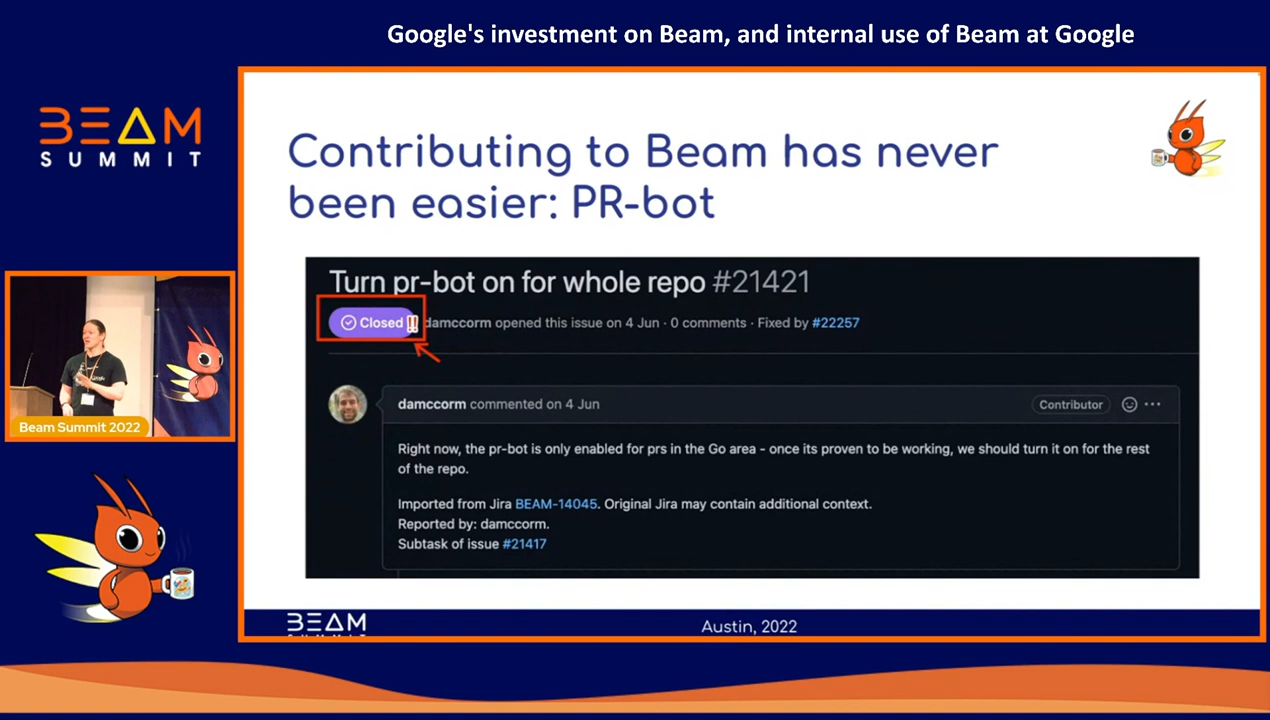 Google's investment on Beam, and internal use of Beam at Google
BEAM
SUMMIT
Contributing to Beam has never
been easier: PR-bot
Turn pr-bot on for whole repo #21421
Closed‼ damccorm opened this issue on 4 Jun · 0 comments · Fixed by #22257
damccorm commented on 4 Jun
Contributor
Right now, the pr-bot is only enabled for prs in the Go area - once its proven to be working, we should turn it on for the rest
of the repo.
Imported from Jira BEAM-14045. Original Jira may contain additional context.
Reported by: damccorm.
Subtask of issue #21417
Beam Summit 2022
BEAM
Austin, 2022